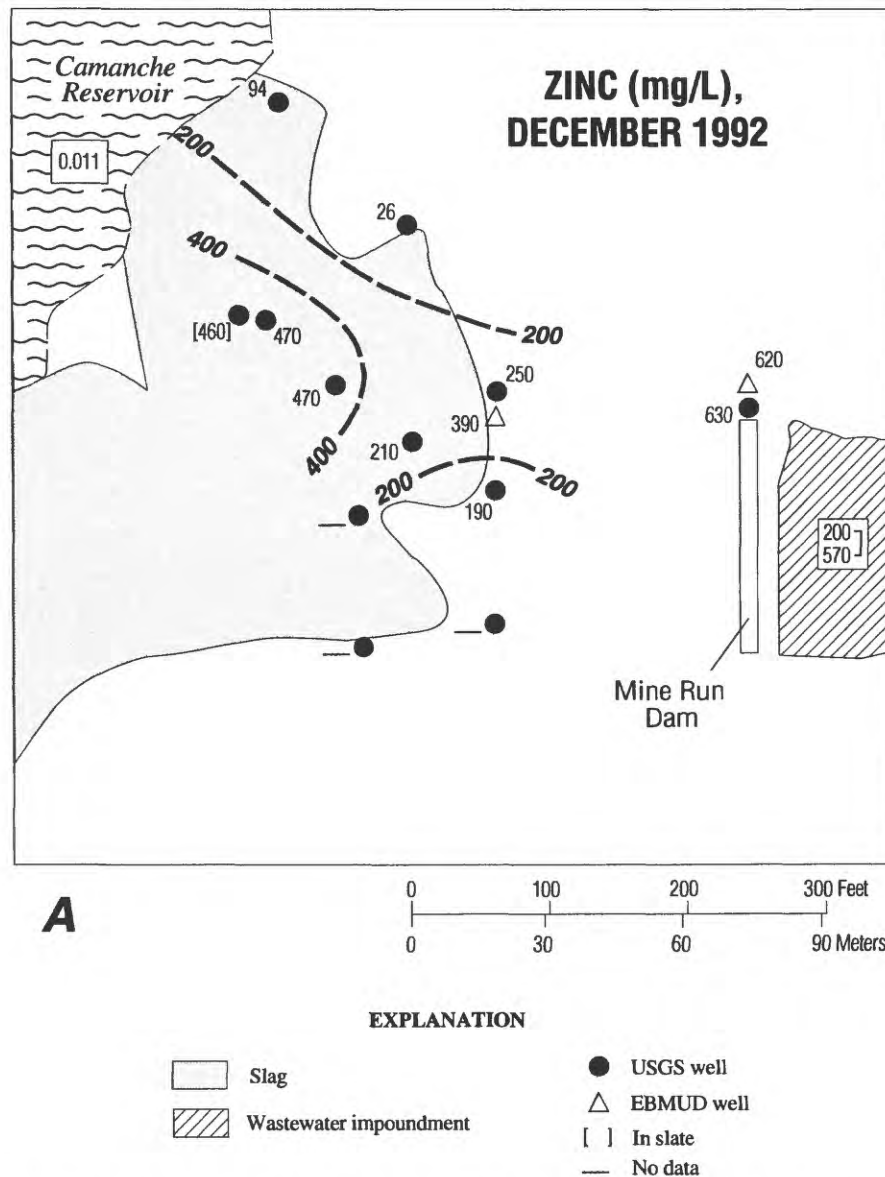 Camanche
Reservoir
0.011
ZINC (mg/L),
DECEMBER 1992
94
200
26
400
[460]
470
200
250
620
470
390
630
400
210
200
200
190
200
570
Mine Run
Dam
A
0 100 200 300 Feet
0 30 60 90 Meters
EXPLANATION
Slag
Wastewater impoundment
USGS well
EBMUD well
[ ] In slate
— No data